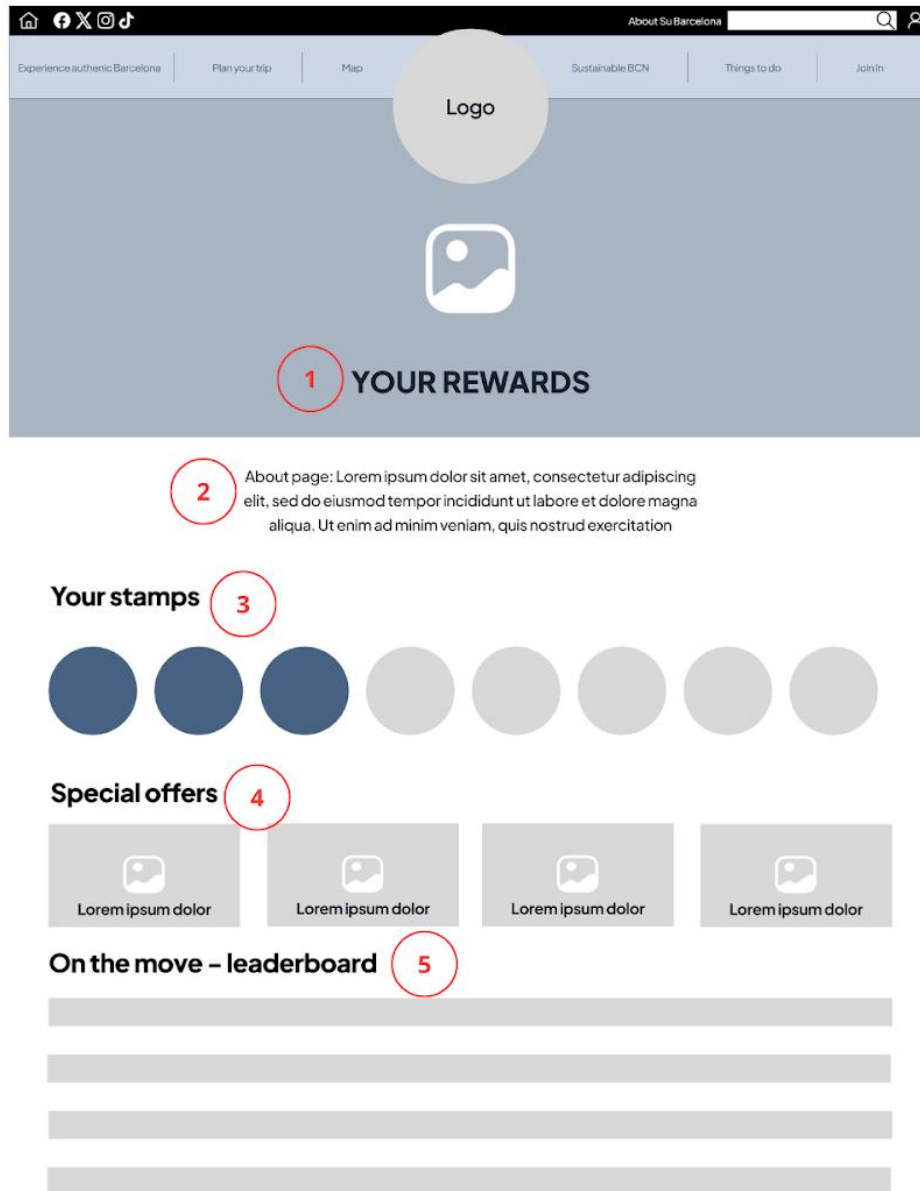 About Su Barcelona
Experience authenic Barcelona
Plan your trip
Map
Sustainable BCN
Things to do
Join In
Logo
1
YOUR REWARDS
2
About page: Lorem ipsum dolor sit amet, consectetur adipiscing
elit, sed do eiusmod tempor incididunt ut labore et dolore magna
aliqua. Ut enim ad minim veniam, quis nostrud exercitation
Your stamps
3
Special offers
4
Lorem ipsum dolor
Lorem ipsum dolor
Lorem ipsum dolor
Lorem ipsum dolor
On the move – leaderboard
5